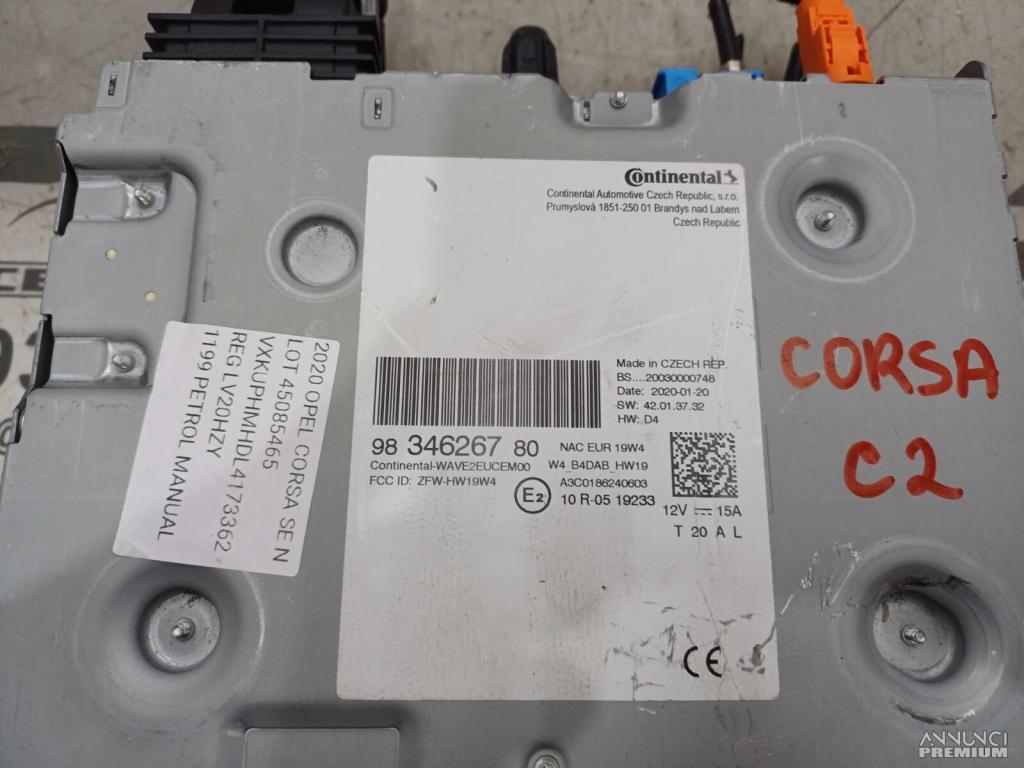 Continental
Continental Automotive Czech Republic, s.r.o.
Prumyslová 1851-250 01 Brandys nad Labem
Czech Republic
Made in CZECH REP.
BS....20030000748
Date: 2020-01-20
SW: 42.01.37.32
HW: D4
98 346267 80
NAC EUR 19W4
Continental-WAVE2EUCEM00
W4_B4DAB_HW19
FCC ID: ZFW-HW19W4
A3C0186240603
E2
10 R-05 19233
12V 15A
T 20 A L
CE
2020 OPEL CORSA SE N
LOT 45085465
VXKUPHMHDL4173362
REG LV20HZY
1199 PETROL MANUAL
CORSA
C2
ANNUNCI
PREMIUM